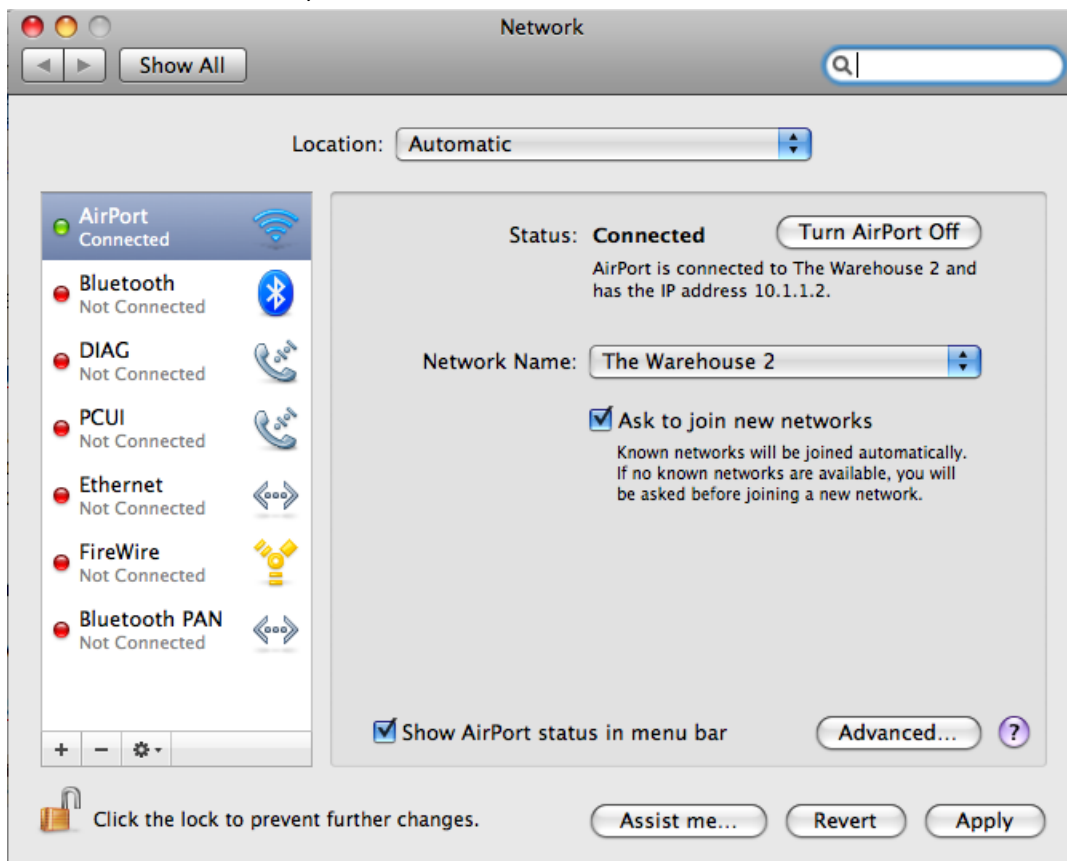 Network
Show All
Location: Automatic
AirPort
Connected
Bluetooth
Not Connected
DIAG
Not Connected
PCUI
Not Connected
Ethernet
Not Connected
FireWire
Not Connected
Bluetooth PAN
Not Connected
+ −
Status: Connected Turn AirPort Off
AirPort is connected to The Warehouse 2 and
has the IP address 10.1.1.2.
Network Name: The Warehouse 2
Ask to join new networks
Known networks will be joined automatically.
If no known networks are available, you will
be asked before joining a new network.
Show AirPort status in menu bar Advanced... ?
Click the lock to prevent further changes. Assist me... Revert Apply